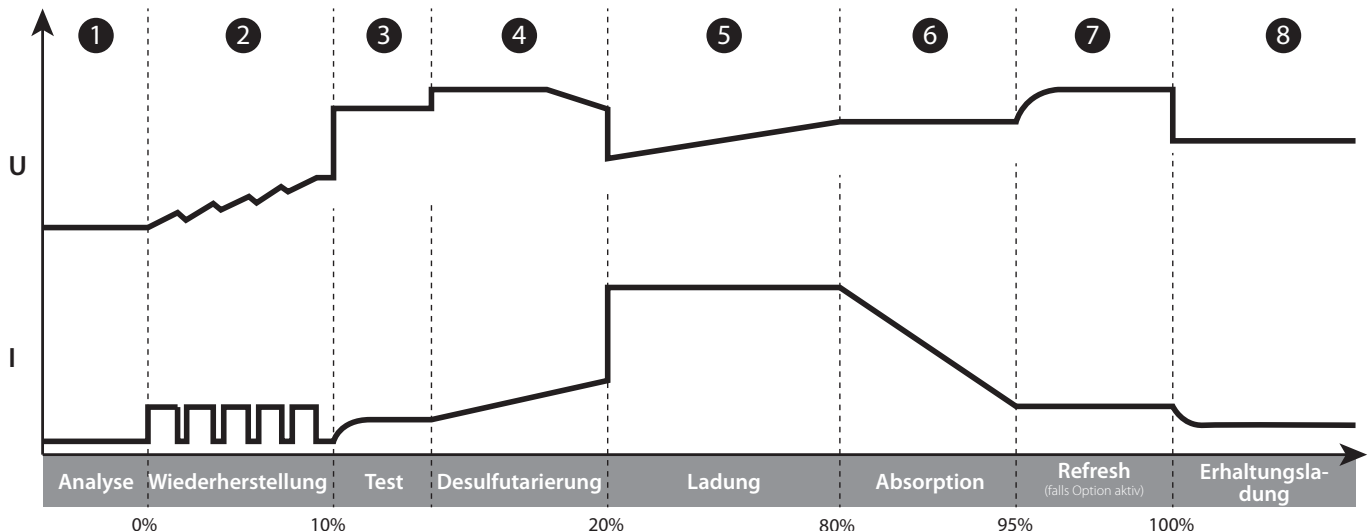 1 2 3 4 5 6 7 8
U
I
Analyse Wiederherstellung Test Desulfutarierung Ladung Absorption Refresh Erhaltungsla-
(falls Option aktiv) dung
0% 10% 20% 80% 95% 100%